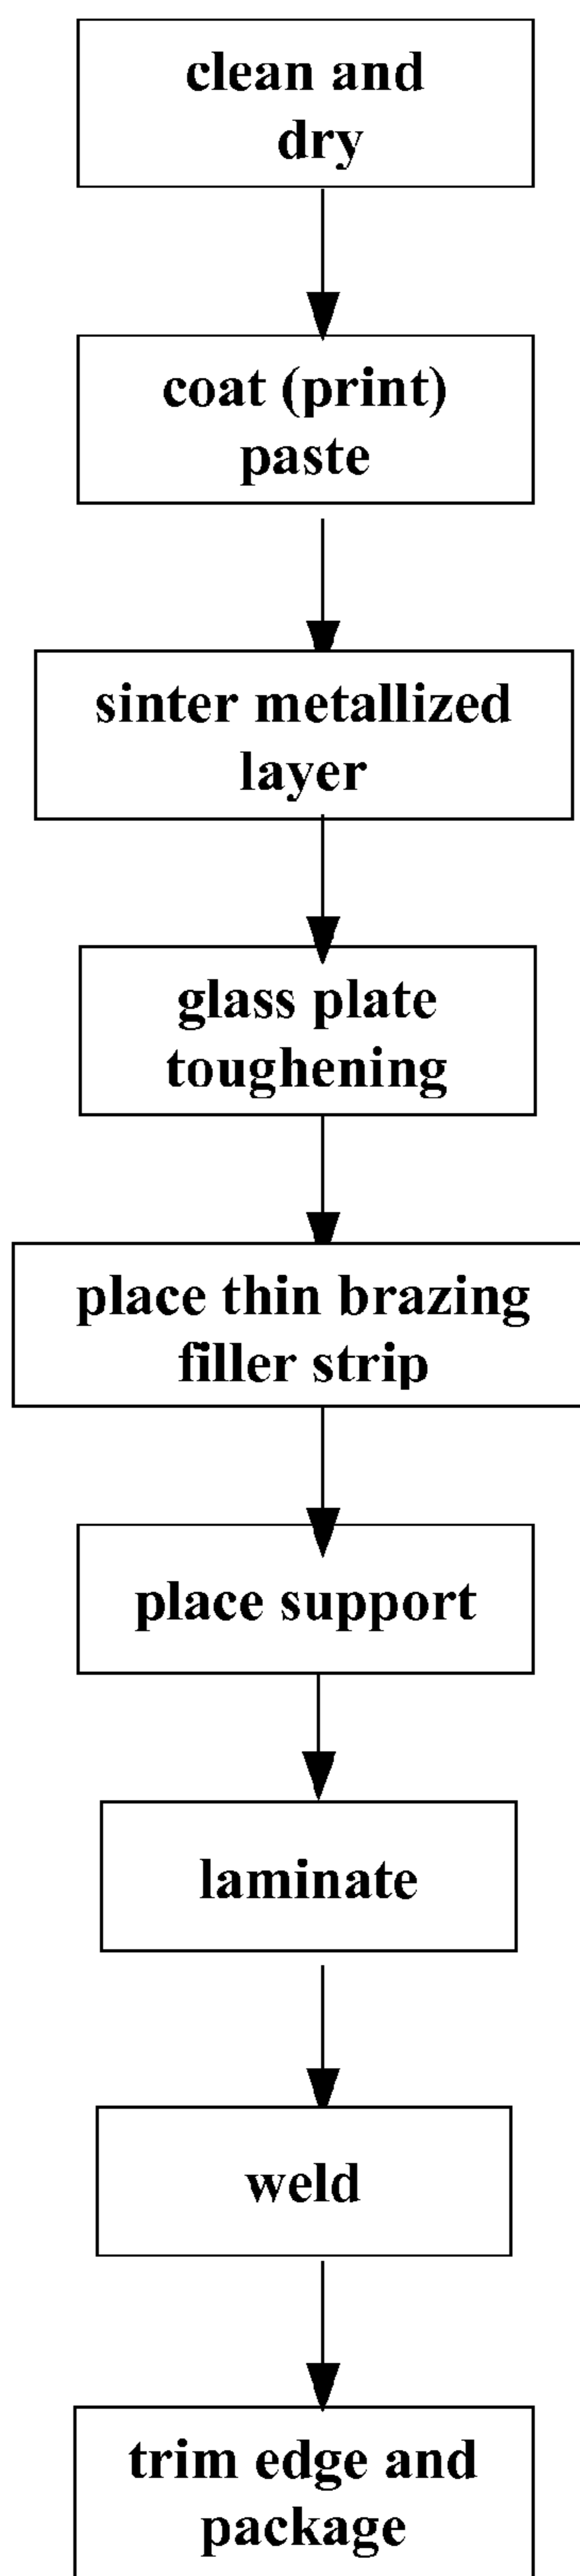 clean and
dry
coat (print)
paste
sinter metallized
layer
glass plate
toughening
place thin brazing
filler strip
place support
laminate
weld
trim edge and
package